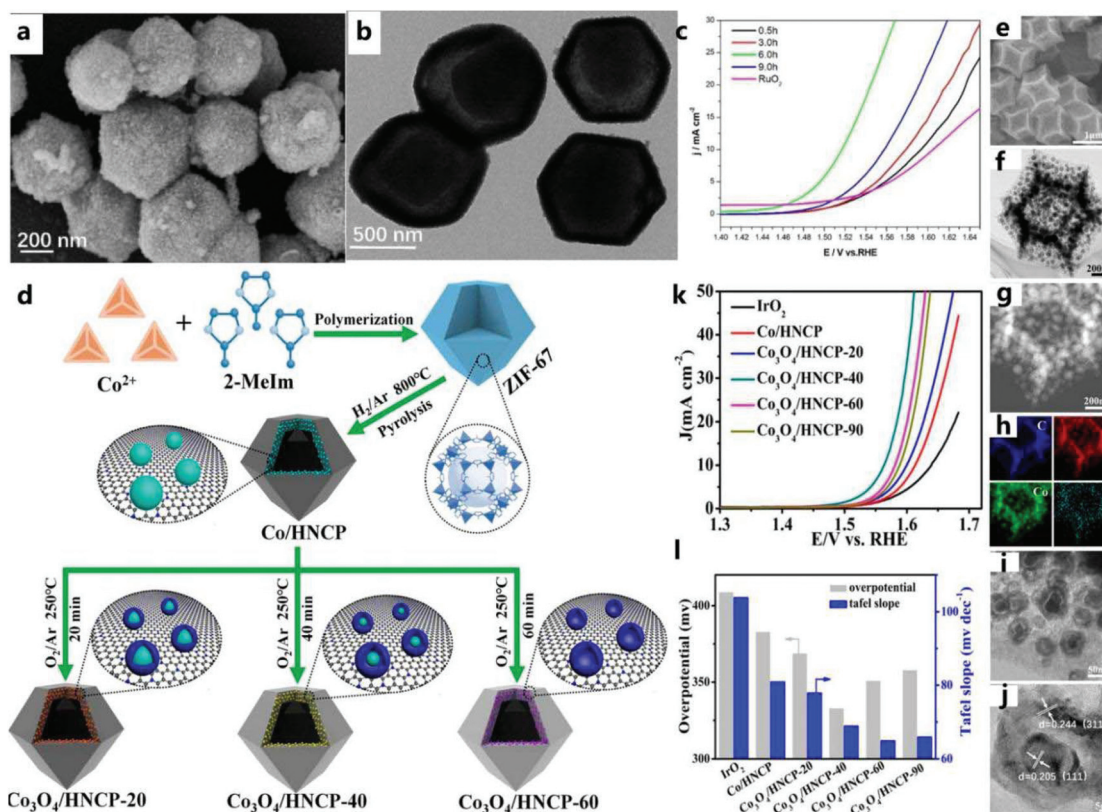 a
200 nm
b
500 nm
c
0.5h
3.0h
6.0h
9.0h
RuO2
j / mA cm-2
30
25
20
15
10
5
0
1.40 1.42 1.44 1.46 1.48 1.50 1.52 1.54 1.56 1.58 1.60 1.62 1.64
E / V vs.RHE
e
1μm
f
g
h
C
Co
i
j
d=0.244 (311
d=0.205 (111)
d
Co2+
+
2-MeIm
Polymerization
ZIF-67
H2/Ar 800°C
Pyrolysis
Co/HNCP
O2/Ar 250°C
20 min
O2/Ar 250°C
40 min
O2/Ar 250°C
60 min
Co3O4/HNCP-20
Co3O4/HNCP-40
Co3O4/HNCP-60
k
IrO2
Co/HNCP
Co3O4/HNCP-20
Co3O4/HNCP-40
Co3O4/HNCP-60
Co3O4/HNCP-90
J(mA cm-2)
50
40
30
20
10
0
1.3 1.4 1.5 1.6 1.7
E/V vs. RHE
l
overpotential
tafel slope
Overpotential (mv)
400
350
300
Tafel slope (mv dec-1)
100
80
60
IrO2
Co/HNCP
Co3O4/HNCP-20
Co3O4/HNCP-40
Co3O4/HNCP-60
Co3O4/HNCP-90